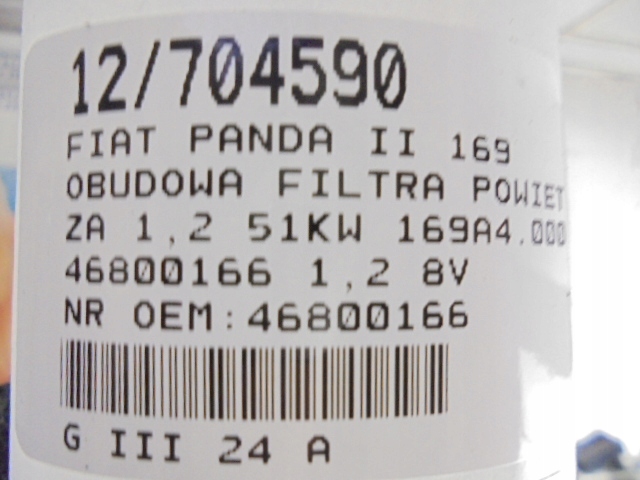 12/704590
FIAT PANDA II 169
OBUDOWA FILTRA POWIET
ZA 1,2 51KW 169A4.000
46800166 1,2 8V
NR OEM:46800166
G III 24 A